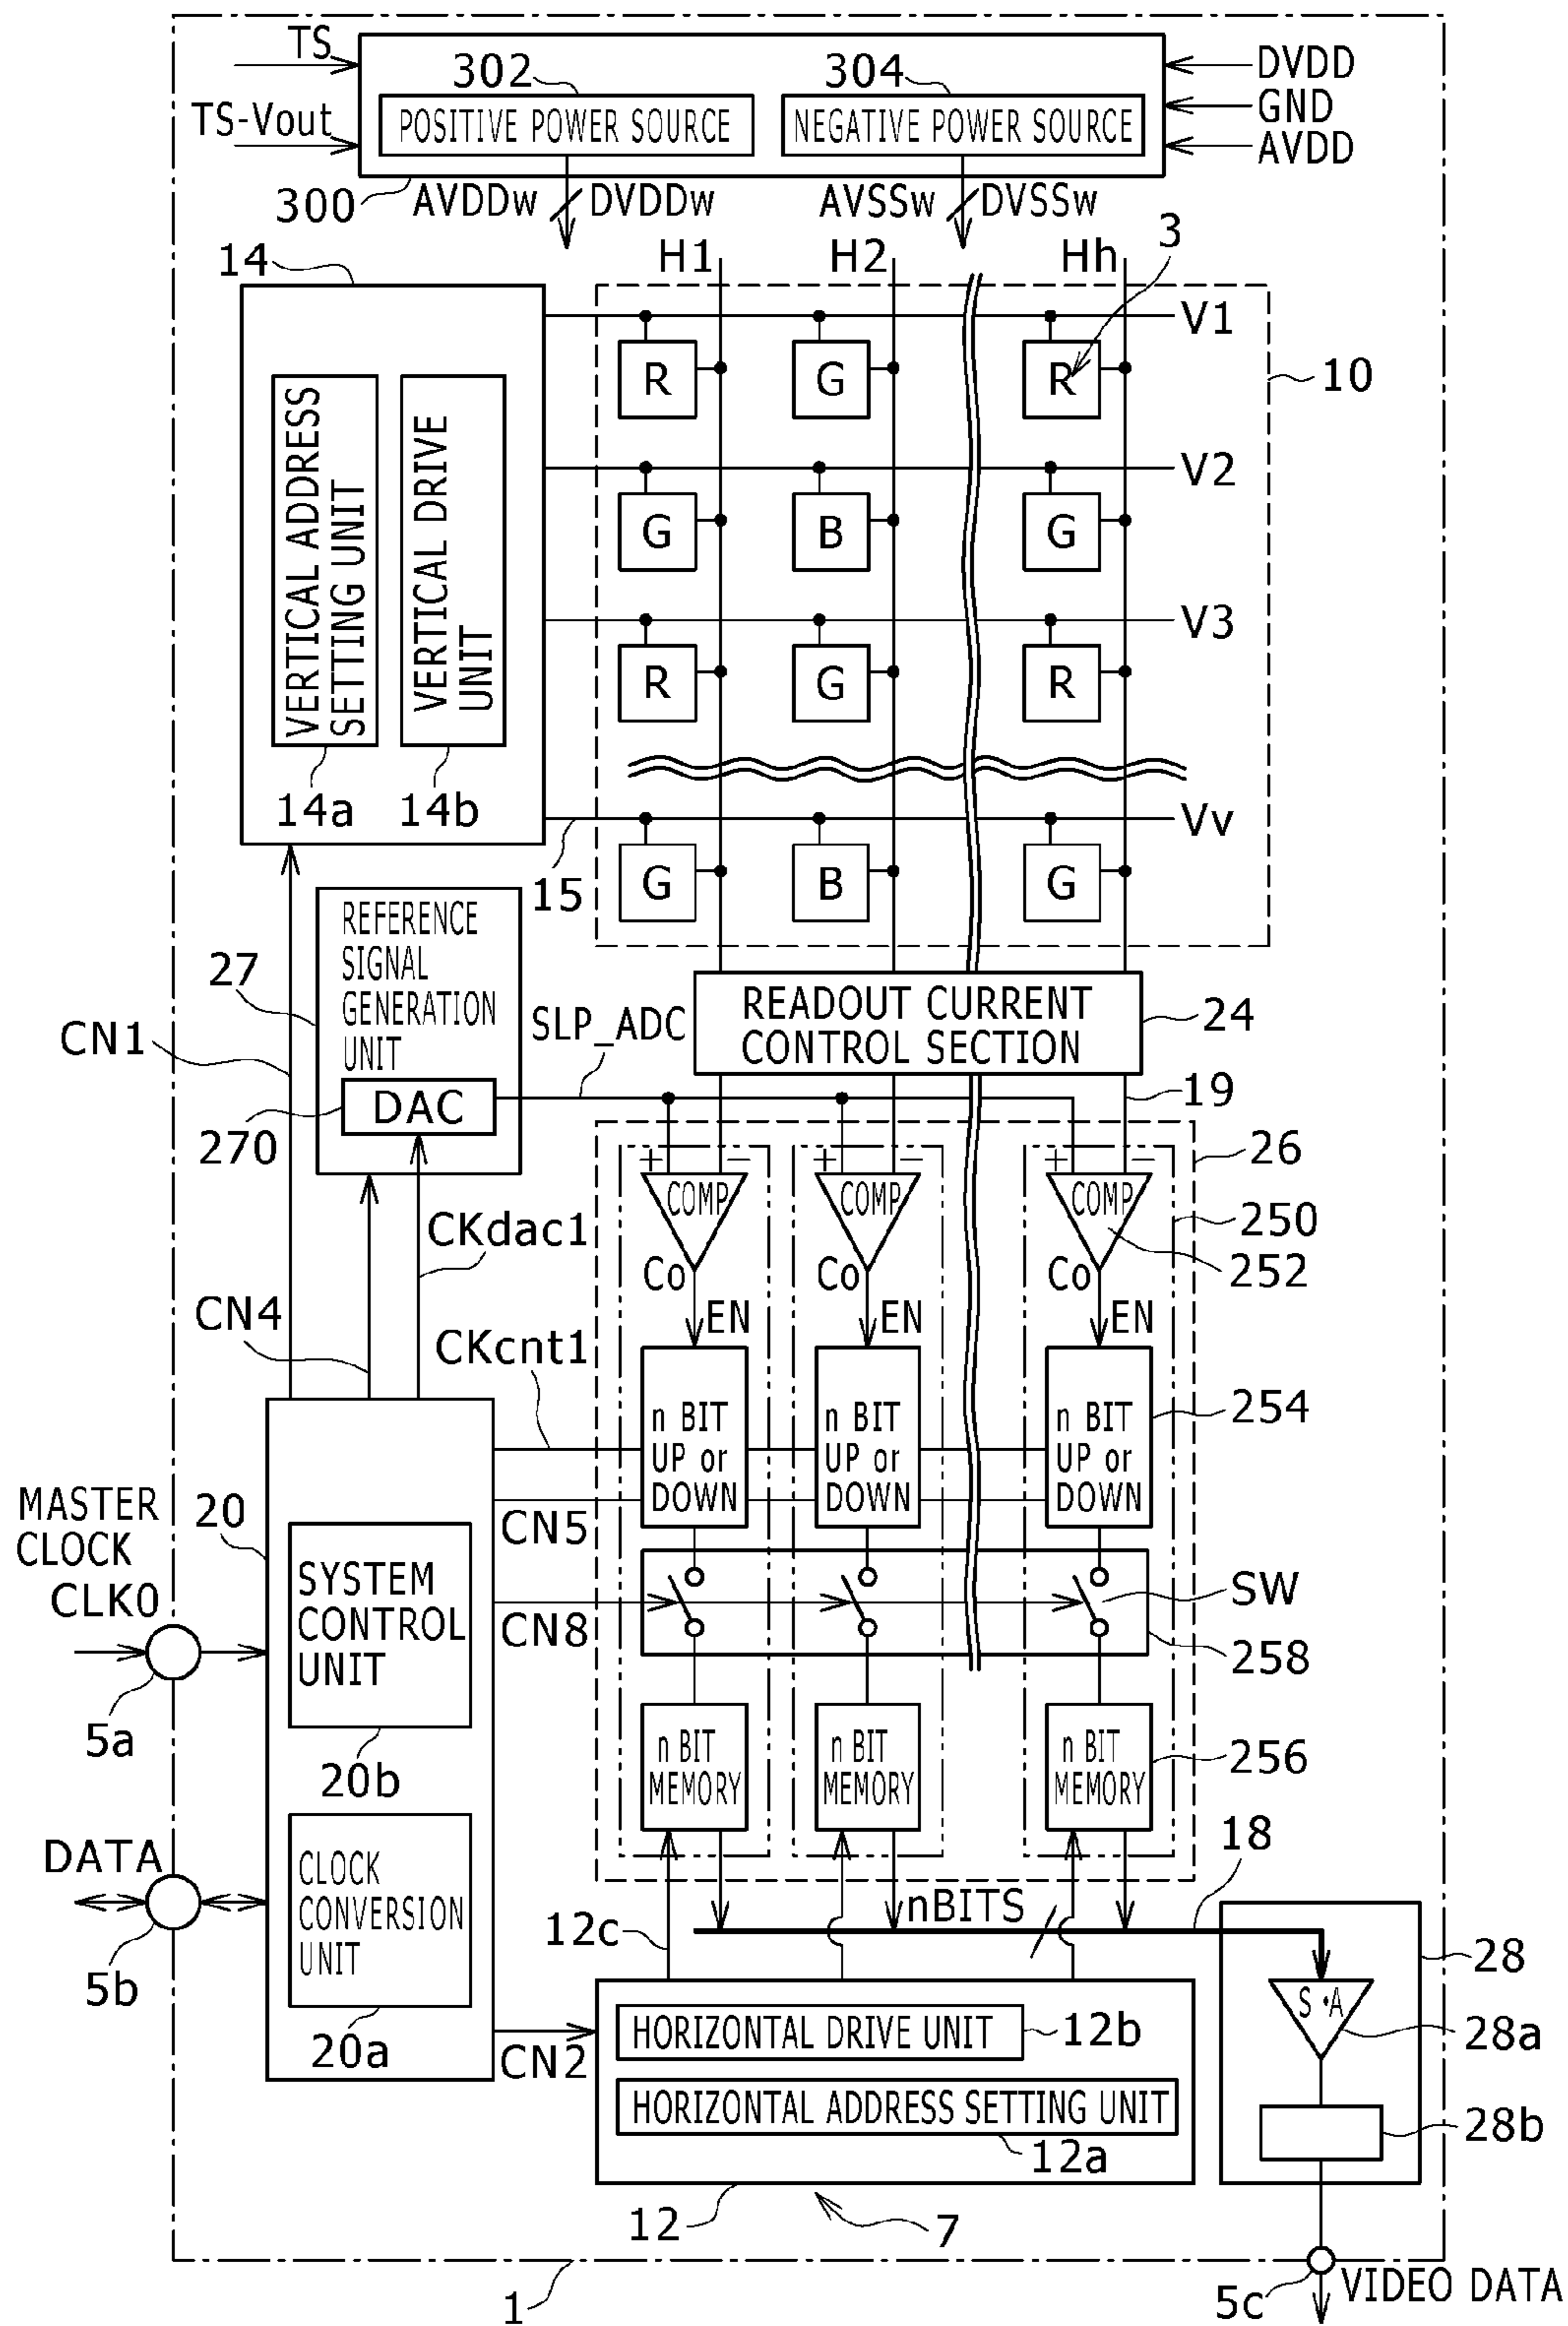 TS
TS-Vout
302
304
POSITIVE POWER SOURCE
NEGATIVE POWER SOURCE
DVDD
GND
AVDD
300
AVDDw
DVDDw
AVSSw
DVSSw
3
14
H1
H2
Hh
V1
R
G
R
10
VERTICAL ADDRESS
SETTING UNIT
VERTICAL DRIVE
UNIT
V2
G
B
G
V3
R
G
R
14a
14b
Vv
15
G
B
G
27
REFERENCE
SIGNAL
GENERATION
UNIT
CN1
SLP_ADC
READOUT CURRENT
CONTROL SECTION
24
DAC
19
270
26
+
−
+
−
+
−
COMP
COMP
COMP
250
252
CKdac1
Co
Co
Co
CN4
EN
EN
EN
CKcnt1
n BIT
UP or
DOWN
n BIT
UP or
DOWN
n BIT
UP or
DOWN
254
MASTER
CLOCK
CLK0
20
CN5
SYSTEM
CONTROL
UNIT
SW
CN8
258
5a
20b
n BIT
MEMORY
n BIT
MEMORY
n BIT
MEMORY
256
DATA
18
CLOCK
CONVERSION
UNIT
nBITS
12c
28
5b
S・A
28a
20a
CN2
HORIZONTAL DRIVE UNIT
12b
HORIZONTAL ADDRESS SETTING UNIT
12a
28b
12
7
1
5c
VIDEO DATA